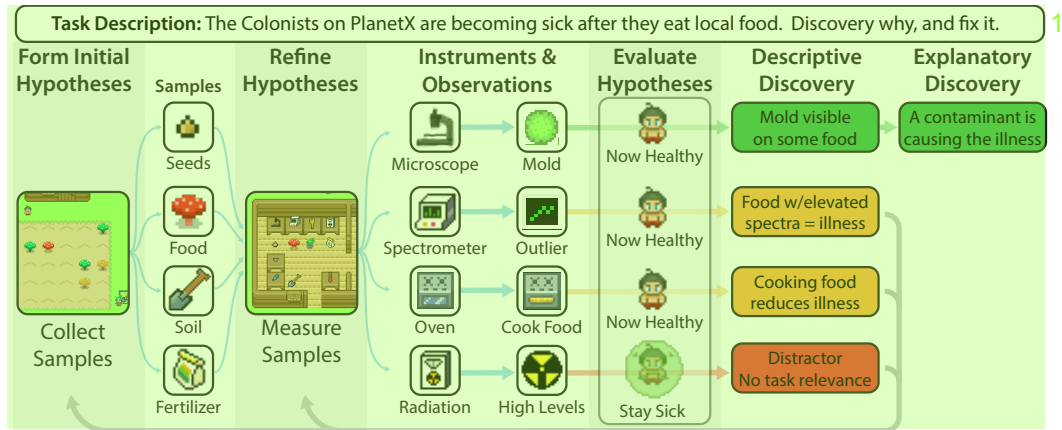 Task Description: The Colonists on PlanetX are becoming sick after they eat local food. Discovery why, and fix it.
1
Form Initial
Hypotheses
Samples
Refine
Hypotheses
Instruments &
Observations
Evaluate
Hypotheses
Descriptive
Discovery
Explanatory
Discovery
Seeds
Microscope
Mold
Now Healthy
Mold visible
on some food
A contaminant is
causing the illness
Food
Spectrometer
Outlier
Now Healthy
Food w/elevated
spectra = illness
Collect
Samples
Soil
Measure
Samples
Oven
Cook Food
Now Healthy
Cooking food
reduces illness
Fertilizer
Radiation
High Levels
Stay Sick
Distractor
No task relevance